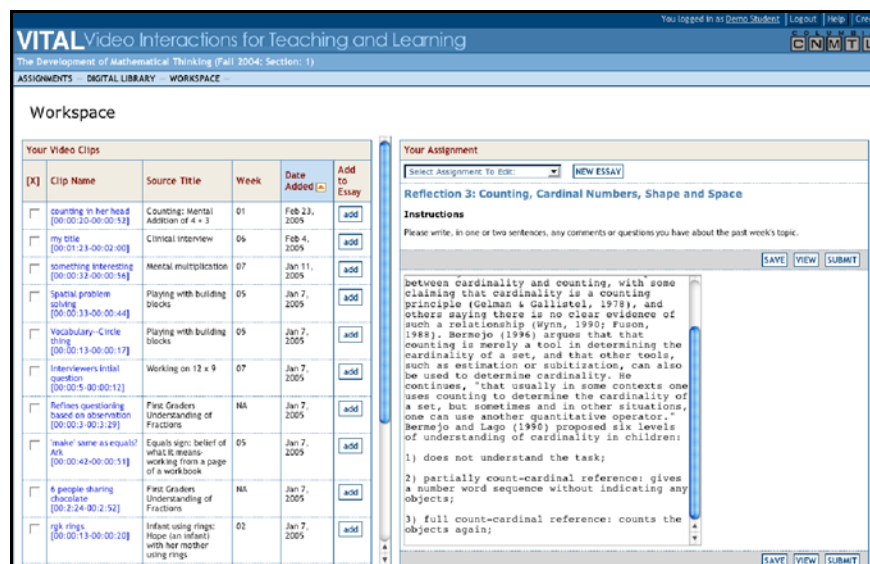 You logged in as Demo Student | Logout | Help | Cre
VITAL Video Interactions for Teaching and Learning
COLUMBI
CNMTL
The Development of Mathematical Thinking (Fall 2004; Section: 1)
ASSIGNMENTS – DIGITAL LIBRARY – WORKSPACE –
Workspace
Your Video Clips
[X] Clip Name Source Title Week Date Added Add to Essay
counting in her head [00:00:20-00:00:52] Counting: Mental Addition of 4 + 3 01 Feb 23, 2005 add
my title [00:01:23-00:02:00] Clinical interview 06 Feb 4, 2005 add
something interesting [00:00:32-00:00:56] Mental multiplication 07 Jan 11, 2005 add
Spatial problem solving [00:00:33-00:00:44] Playing with building blocks 05 Jan 7, 2005 add
Vocabulary--Circle thing [00:00:13-00:00:17] Playing with building blocks 05 Jan 7, 2005 add
Interviewers intial question [00:00:5-00:00:12] Working on 12 x 9 07 Jan 7, 2005 add
Refines questioning based on observation [00:00:3-00:3:29] First Graders Understanding of Fractions NA Jan 7, 2005 add
'make' same as equals? Ark [00:00:42-00:00:51] Equals sign: belief of what it means- working from a page of a workbook 05 Jan 7, 2005 add
6 people sharing chocolate [00:2:24-00:2:52] First Graders Understanding of Fractions NA Jan 7, 2005 add
rgk rings [00:00:13-00:00:20] Infant using rings: Hope (an infant) with her mother using rings 02 Jan 7, 2005 add
Your Assignment
Select Assignment To Edit: NEW ESSAY
Reflection 3: Counting, Cardinal Numbers, Shape and Space
Instructions
Please write, in one or two sentences, any comments or questions you have about the past week's topic.
SAVE VIEW SUBMIT
between cardinality and counting, with some
claiming that cardinality is a counting
principle (Gelman & Gallistel, 1978), and
others saying there is no clear evidence of
such a relationship (Wynn, 1990; Fuson,
1988). Bermejo (1996) argues that that
counting is merely a tool in determining the
cardinality of a set, and that other tools,
such as estimation or subitization, can also
be used to determine cardinality. He
continues, "that usually in some contexts one
uses counting to determine the cardinality of
a set, but sometimes and in other situations,
one can use another quantitative operator."
Bermejo and Lago (1990) proposed six levels
of understanding of cardinality in children:
1) does not understand the task;
2) partially count-cardinal reference: gives
a number word sequence without indicating any
objects;
3) full count-cardinal reference: counts the
objects again;
SAVE VIEW SUBMIT